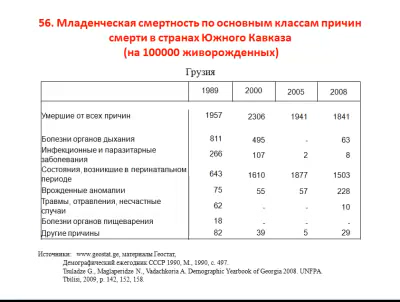 56. Младенческая смертность по основным классам причин
смерти в странах Южного Кавказа
(на 100000 живорожденных)
Грузия
1989 2000 2005 2008
Умершие от всех причин 1957 2306 1941 1841
Болезни органов дыхания 811 495 - 63
Инфекционные и паразитарные
заболевания 266 107 2 8
Состояния, возникшие в перинатальном
периоде 643 1610 1877 1503
Врожденные аномалии 75 55 57 228
Травмы, отравления, несчастные
случаи 62 - - 10
Болезни органов пищеварения 18 - - -
Другие причины 82 39 5 29
Источники: www.geostat.ge, материалы Геостат,
Демографический ежегодник СССР 1990, М., 1990, с. 497.
Tsuladze G., Maglaperidze N., Vadachkoria A. Demographic Yearbook of Georgia 2008. UNFPA.
Tbilisi, 2009, p. 142, 152, 158.